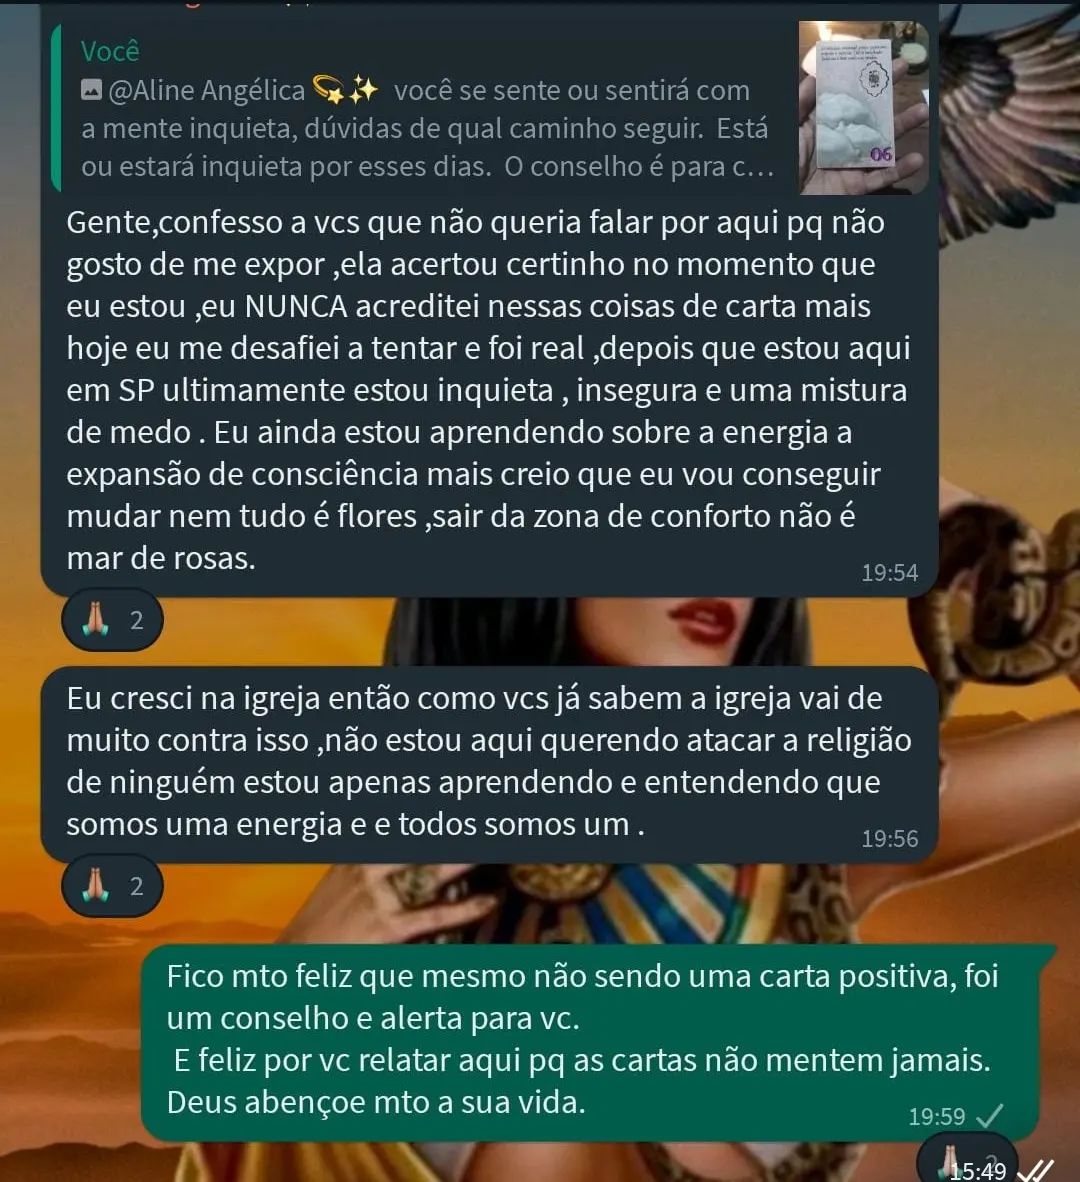 Você
@Aline Angélica 💫✨ você se sente ou sentirá com
a mente inquieta, dúvidas de qual caminho seguir. Está
ou estará inquieta por esses dias. O conselho é para c...
06
Gente,confesso a vcs que não queria falar por aqui pq não
gosto de me expor ,ela acertou certinho no momento que
eu estou ,eu NUNCA acreditei nessas coisas de carta mais
hoje eu me desafiei a tentar e foi real ,depois que estou aqui
em SP ultimamente estou inquieta , insegura e uma mistura
de medo . Eu ainda estou aprendendo sobre a energia a
expansão de consciência mais creio que eu vou conseguir
mudar nem tudo é flores ,sair da zona de conforto não é
mar de rosas.
19:54
🙏🏽 2
Eu cresci na igreja então como vcs já sabem a igreja vai de
muito contra isso ,não estou aqui querendo atacar a religião
de ninguém estou apenas aprendendo e entendendo que
somos uma energia e e todos somos um .
19:56
🙏🏽 2
Fico mto feliz que mesmo não sendo uma carta positiva, foi
um conselho e alerta para vc.
E feliz por vc relatar aqui pq as cartas não mentem jamais.
Deus abençoe mto a sua vida.
19:59
🙏🏽 2
15:49